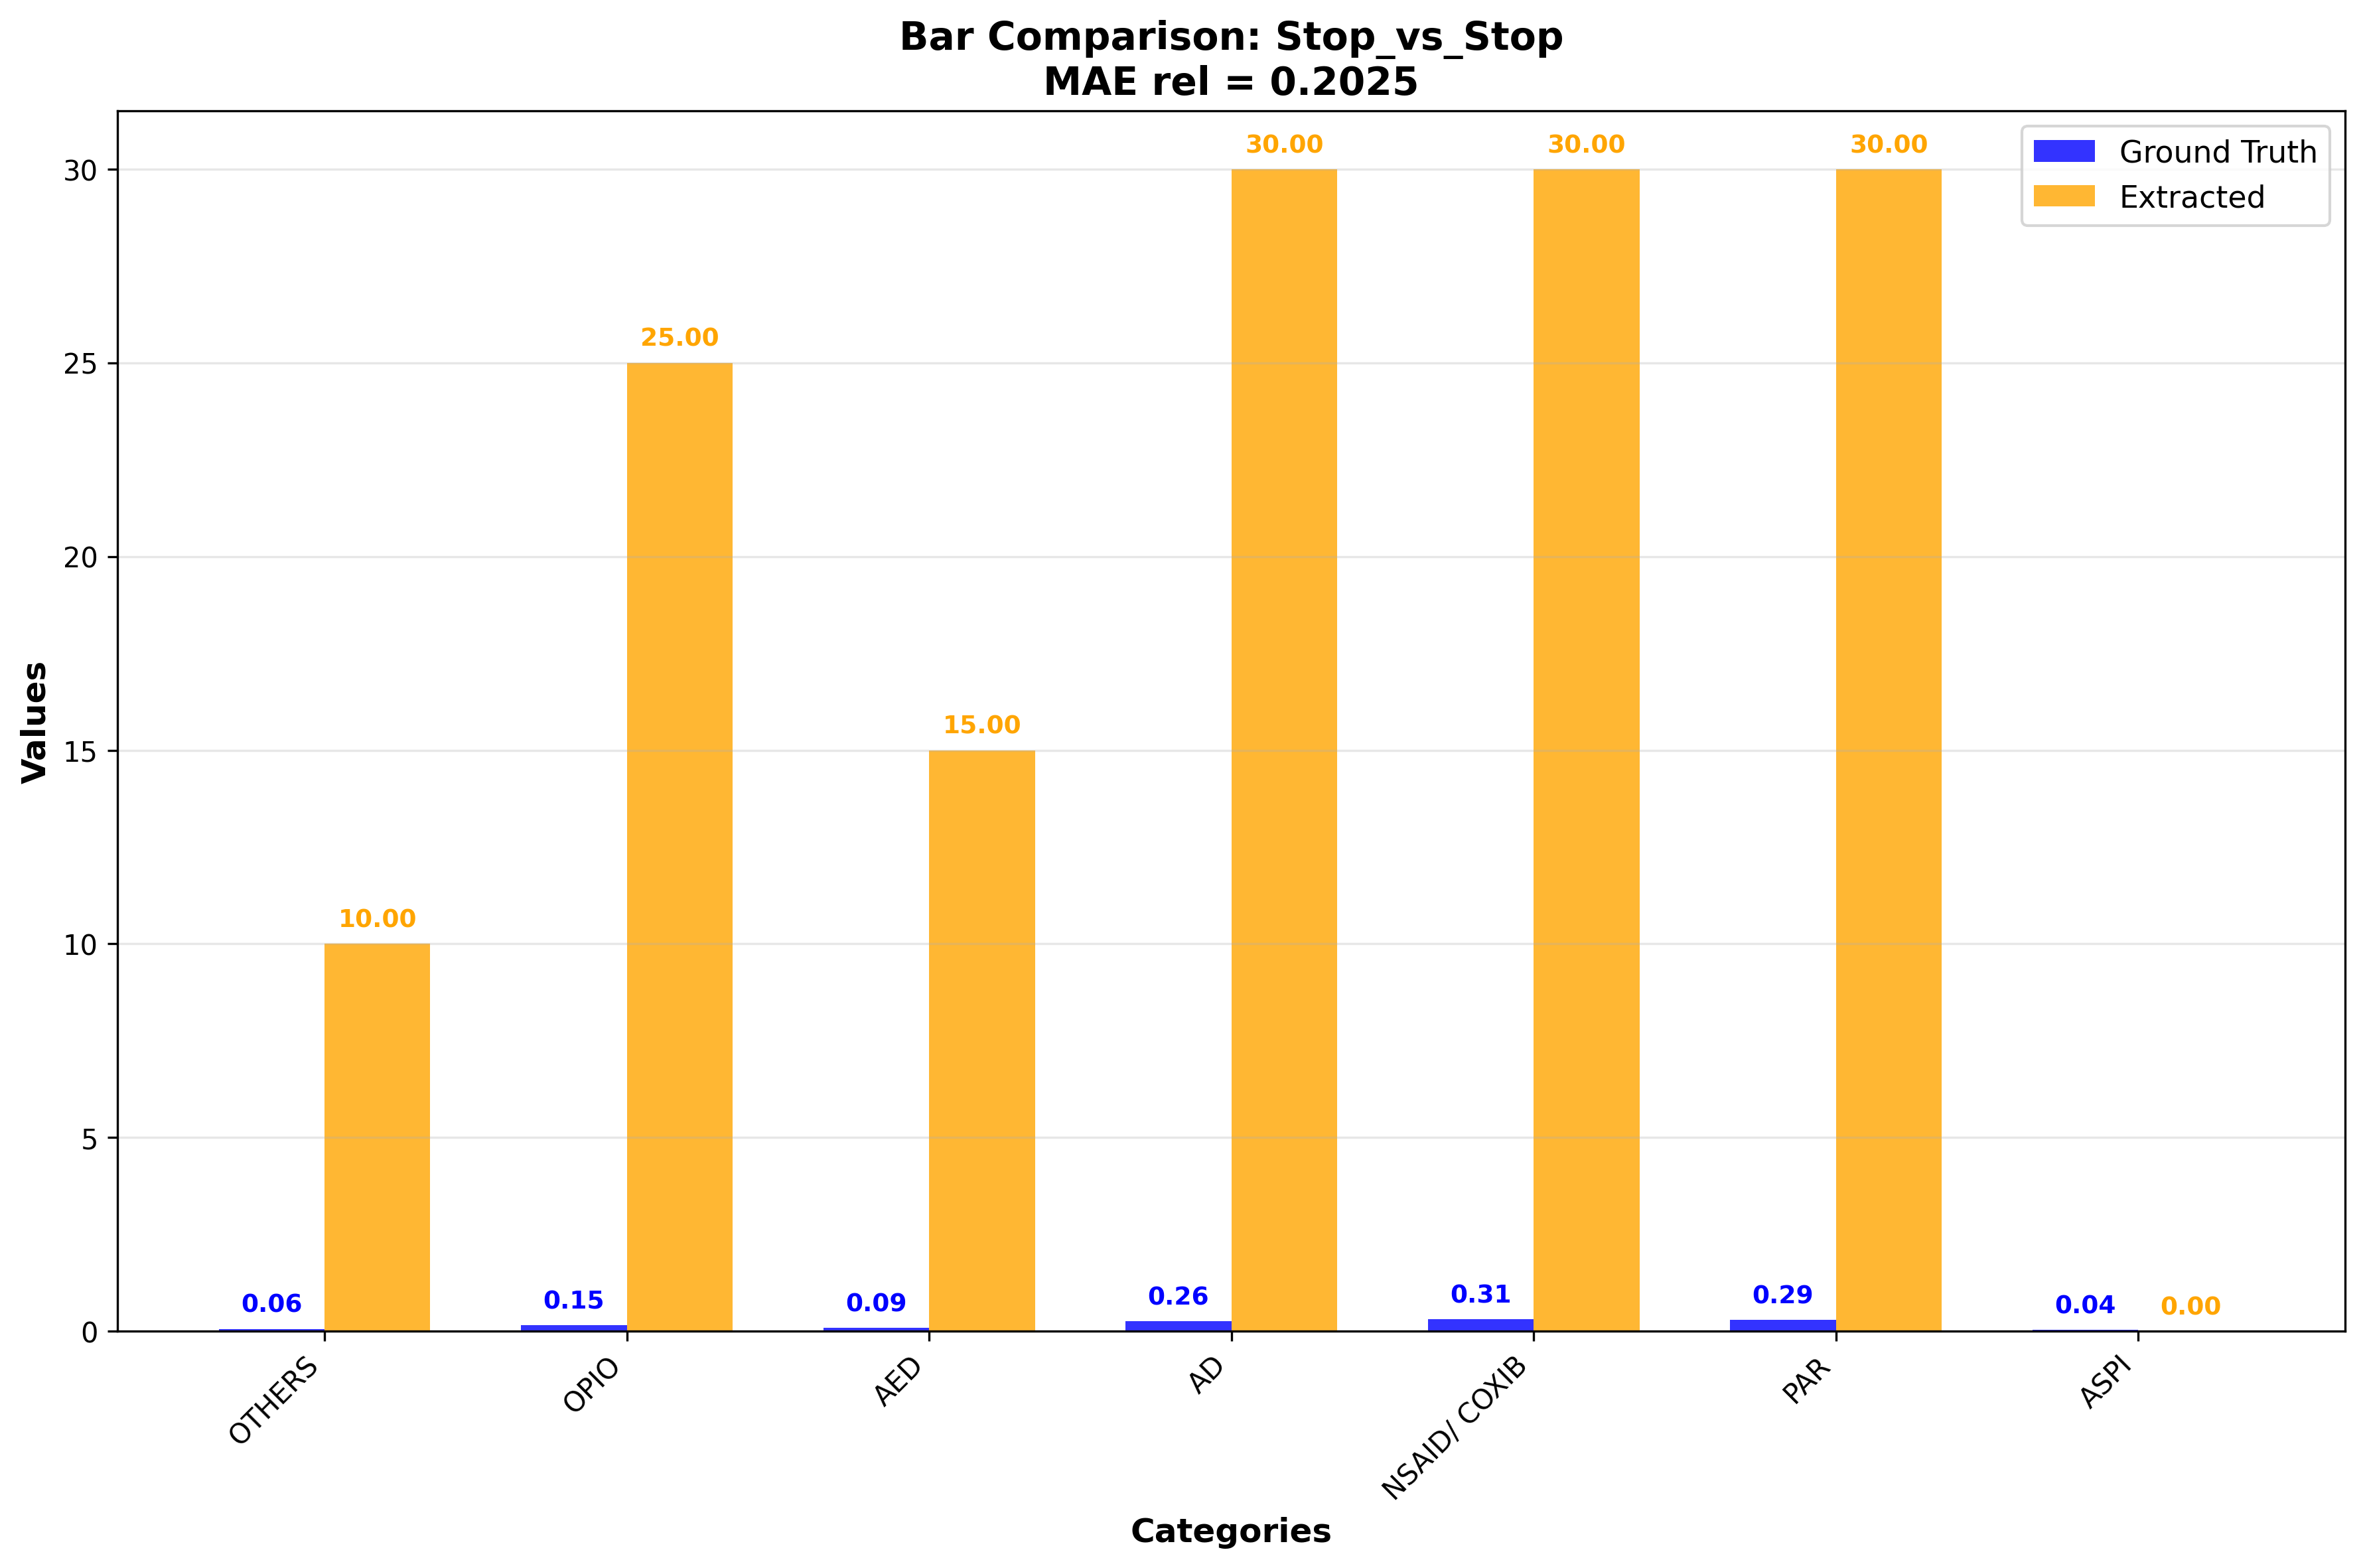 Bar Comparison: Stop_vs_Stop
MAE rel = 0.2025
Ground Truth
Extracted
Values
30
25
20
15
10
5
0
0.06
10.00
0.15
25.00
0.09
15.00
0.26
30.00
0.31
30.00
0.29
30.00
0.04
0.00
OTHERS
OPIO
AED
AD
NSAID/ COXIB
PAR
ASPI
Categories